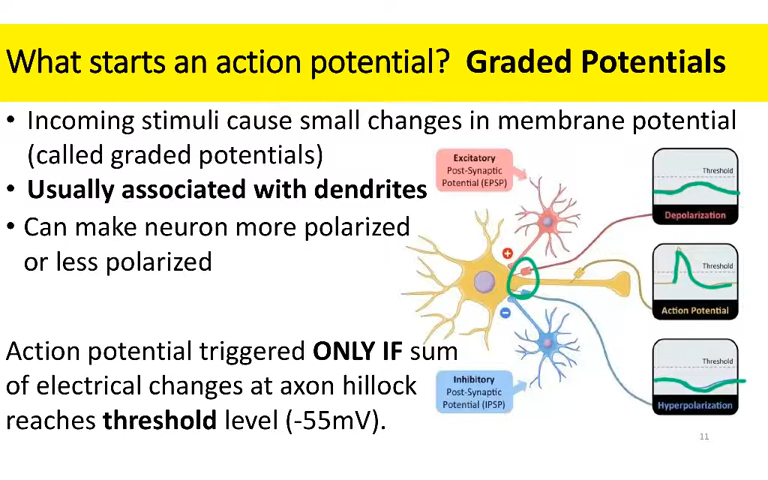 What starts an action potential?  Graded Potentials
• Incoming stimuli cause small changes in membrane potential
(called graded potentials)
• Usually associated with dendrites
• Can make neuron more polarized
or less polarized
Action potential triggered ONLY IF sum
of electrical changes at axon hillock
reaches threshold level (-55mV).
Excitatory
Post-Synaptic
Potential (EPSP)
+
-
Inhibitory
Post-Synaptic
Potential (IPSP)
Threshold
Depolarization
Threshold
Action Potential
Threshold
Hyperpolarization
11